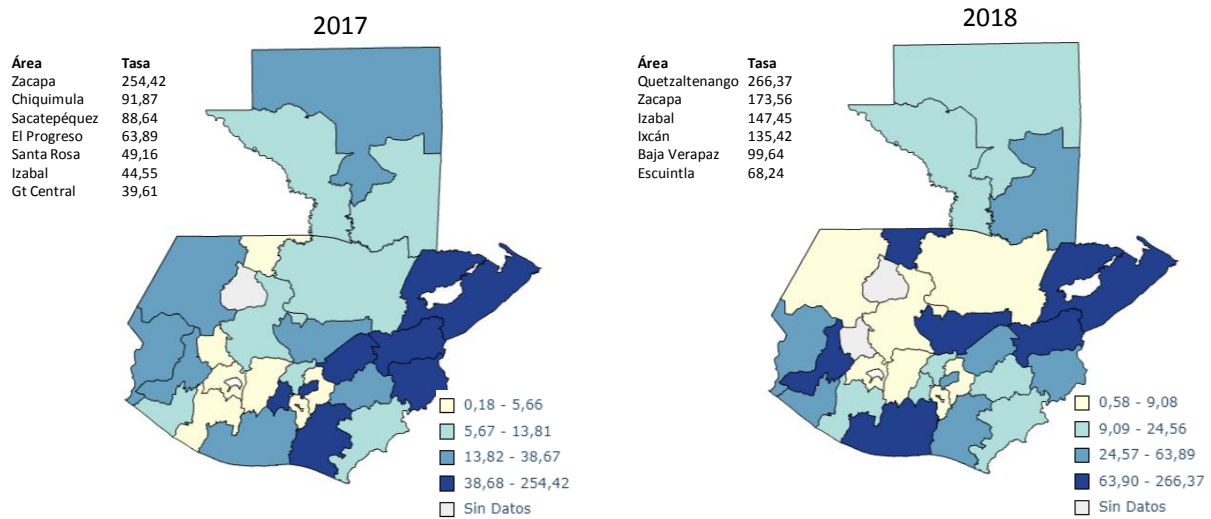 2017
Área Tasa
Zacapa 254,42
Chiquimula 91,87
Sacatepéquez 88,64
El Progreso 63,89
Santa Rosa 49,16
Izabal 44,55
Gt Central 39,61
0,18 - 5,66
5,67 - 13,81
13,82 - 38,67
38,68 - 254,42
Sin Datos
2018
Área Tasa
Quetzaltenango 266,37
Zacapa 173,56
Izabal 147,45
Ixcán 135,42
Baja Verapaz 99,64
Escuintla 68,24
0,58 - 9,08
9,09 - 24,56
24,57 - 63,89
63,90 - 266,37
Sin Datos